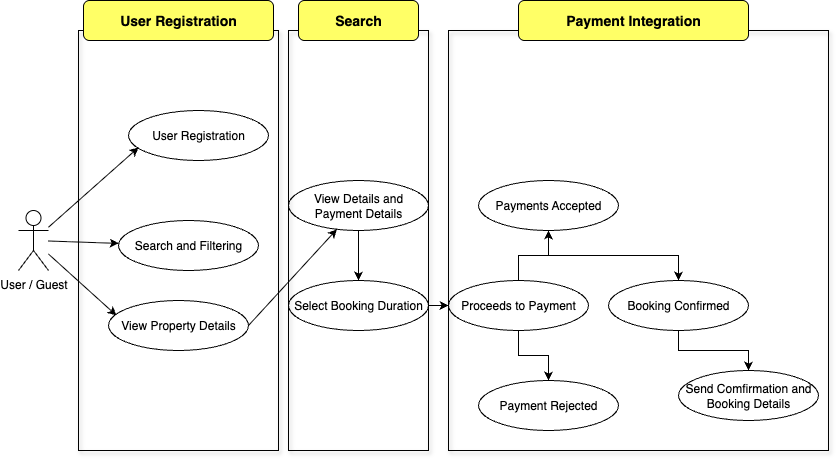 User Registration
Search
Payment Integration
User Registration
Search and Filtering
View Property Details
User / Guest
View Details and
Payment Details
Select Booking Duration
Payments Accepted
Proceeds to Payment
Booking Confirmed
Payment Rejected
Send Comfirmation and
Booking Details